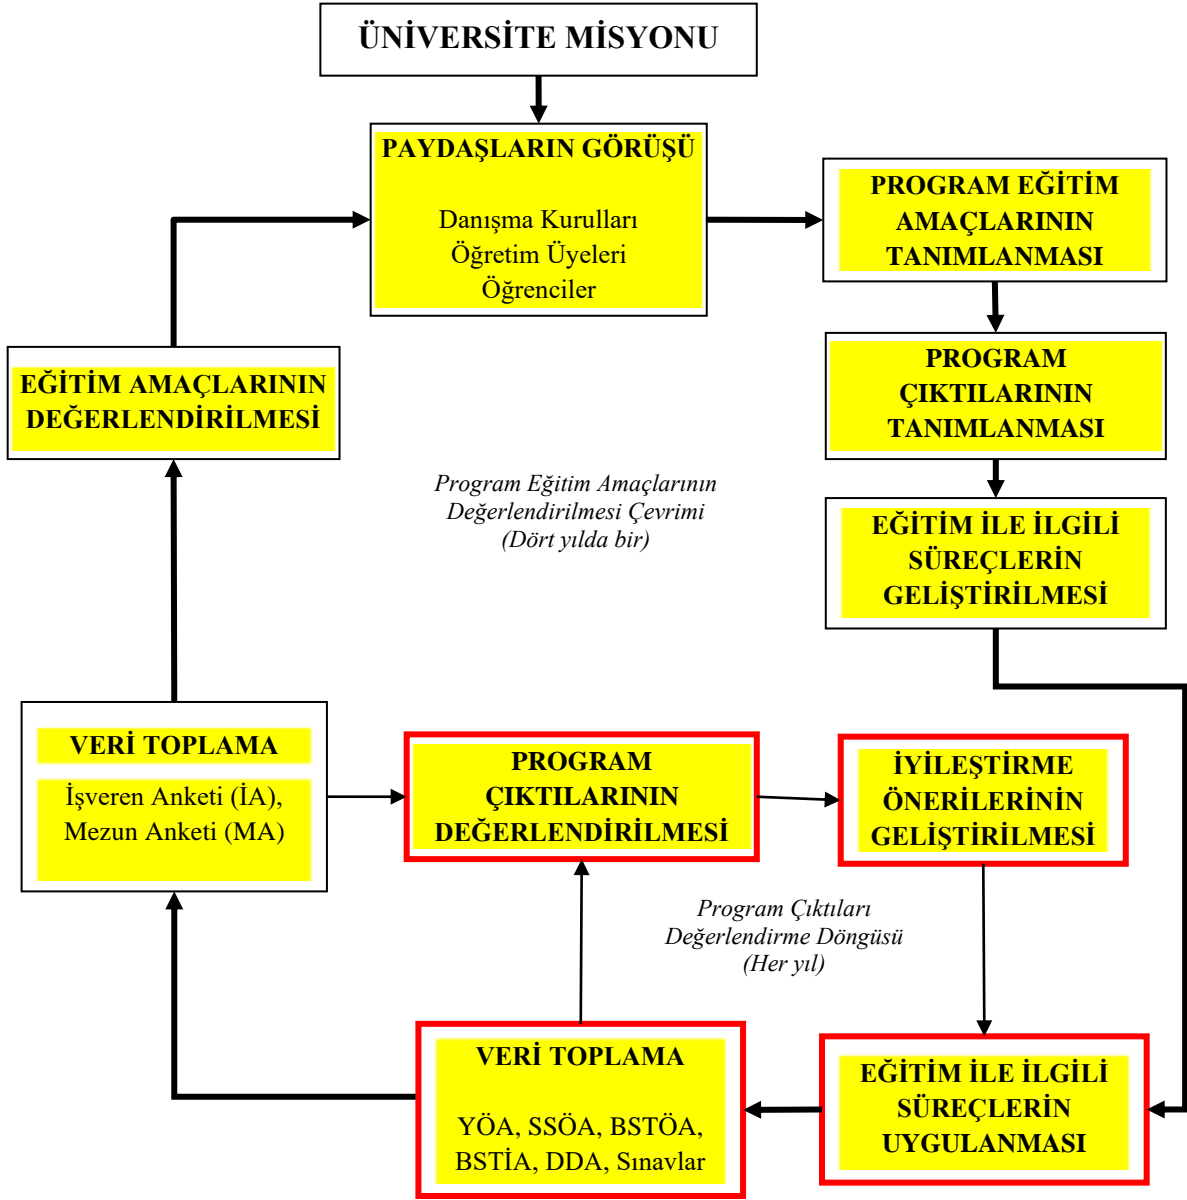 ÜNİVERSİTE MİSYONU
PAYDAŞLARIN GÖRÜŞÜ
Danışma Kurulları
Öğretim Üyeleri
Öğrenciler
PROGRAM EĞİTİM
AMAÇLARININ
TANIMLANMASI
PROGRAM
ÇIKTILARININ
TANIMLANMASI
EĞİTİM AMAÇLARININ
DEĞERLENDİRİLMESİ
Program Eğitim Amaçlarının
Değerlendirilmesi Çevrimi
(Dört yılda bir)
EĞİTİM İLE İLGİLİ
SÜREÇLERİN
GELİŞTİRİLMESİ
VERİ TOPLAMA
İşveren Anketi (İA),
Mezun Anketi (MA)
PROGRAM
ÇIKTILARININ
DEĞERLENDİRİLMESİ
İYİLEŞTİRME
ÖNERİLERİNİN
GELİŞTİRİLMESİ
Program Çıktıları
Değerlendirme Döngüsü
(Her yıl)
VERİ TOPLAMA
YÖA, SSÖA, BSTÖA,
BSTİA, DDA, Sınavlar
EĞİTİM İLE İLGİLİ
SÜREÇLERİN
UYGULANMASI